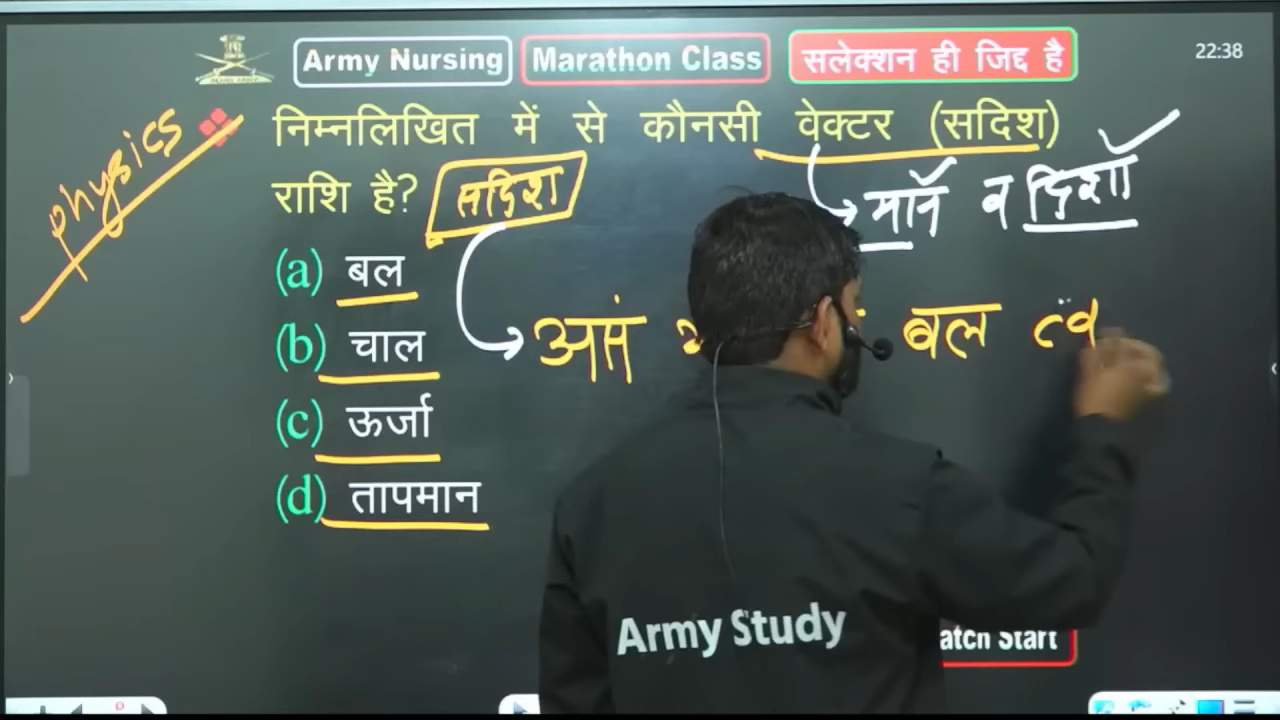 Army Nursing Marathon Class सलेक्शन ही जिद्द है 22:38
physics
निम्नलिखित में से कौनसी वेक्टर (सदिश)
राशि है? सदिश
मान व दिशा
(a) बल
(b) चाल
(c) ऊर्जा
(d) तापमान
बल त्व
Army Study
atch Start